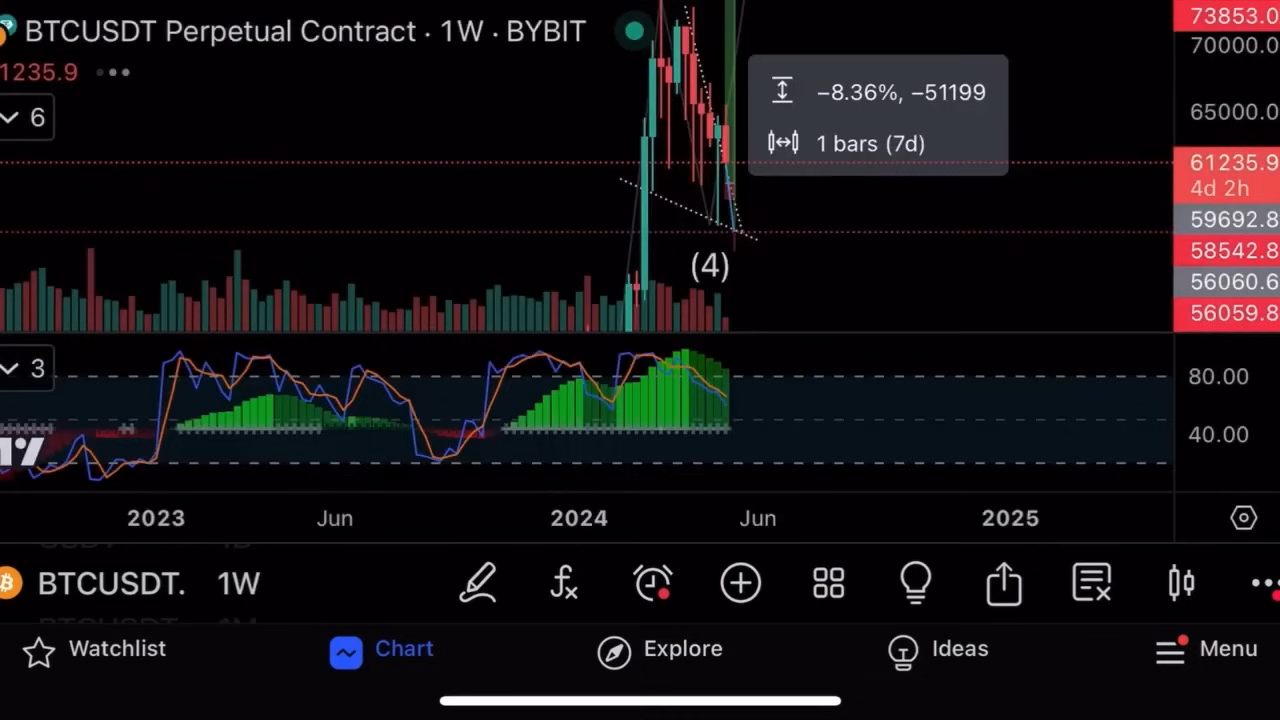 BTCUSDT Perpetual Contract · 1W · BYBIT
1235.9
6
−8.36%, −51199
1 bars (7d)
(4)
73853.0
70000.0
65000.0
61235.9
4d 2h
59692.8
58542.8
56060.6
56059.8
3
80.00
40.00
2023 Jun 2024 Jun 2025
BTCUSDT. 1W
Watchlist Chart Explore Ideas Menu